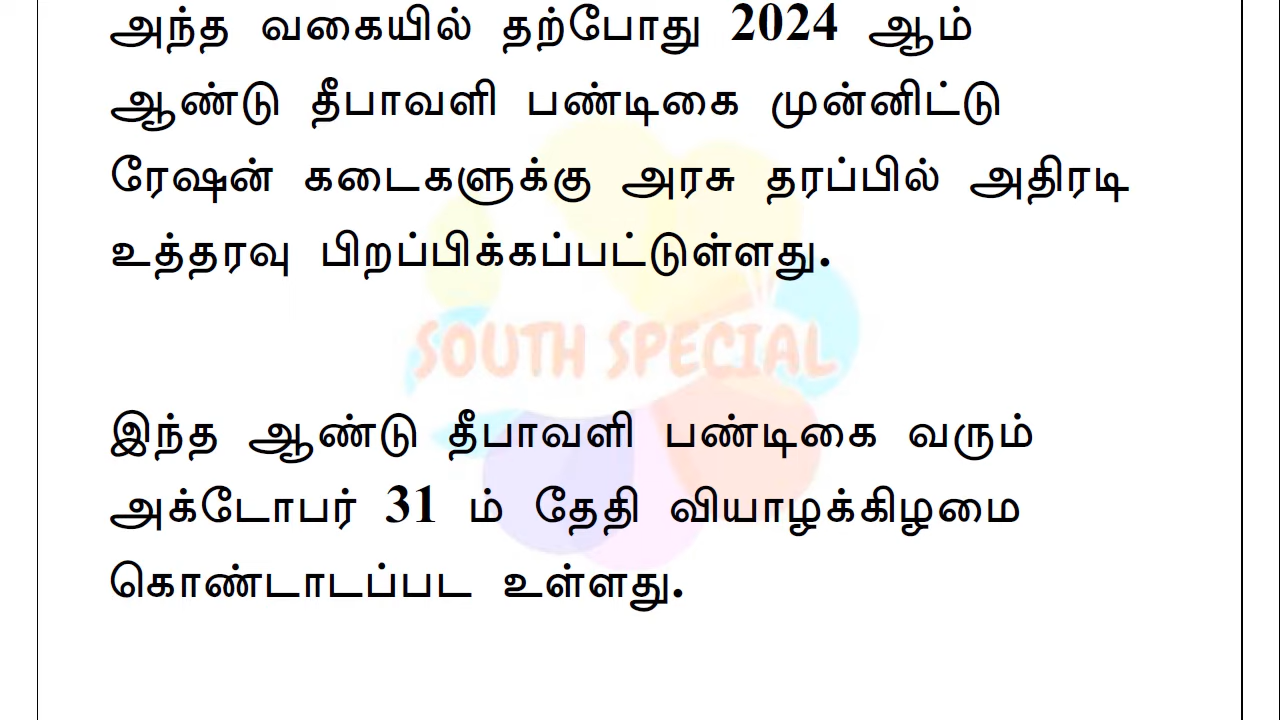 அந்த வகையில் தற்போது 2024 ஆம்
ஆண்டு தீபாவளி பண்டிகை முன்னிட்டு
ரேஷன் கடைகளுக்கு அரசு தரப்பில் அதிரடி
உத்தரவு பிறப்பிக்கப்பட்டுள்ளது.
SOUTH SPECIAL
இந்த ஆண்டு தீபாவளி பண்டிகை வரும்
அக்டோபர் 31 ம் தேதி வியாழக்கிழமை
கொண்டாடப்பட உள்ளது.